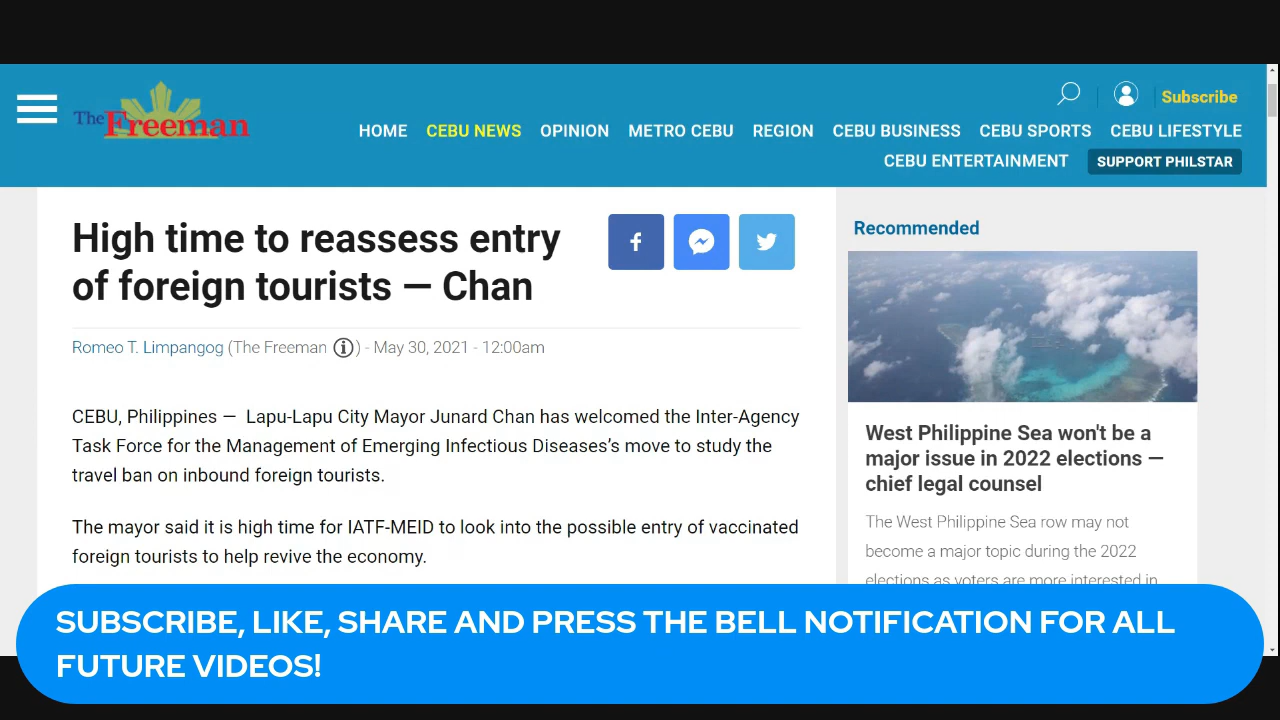 The Freeman
Subscribe
HOME CEBU NEWS OPINION METRO CEBU REGION CEBU BUSINESS CEBU SPORTS CEBU LIFESTYLE
CEBU ENTERTAINMENT SUPPORT PHILSTAR
High time to reassess entry
of foreign tourists — Chan
Romeo T. Limpangog (The Freeman ) - May 30, 2021 - 12:00am
CEBU, Philippines — Lapu-Lapu City Mayor Junard Chan has welcomed the Inter-Agency
Task Force for the Management of Emerging Infectious Diseases's move to study the
travel ban on inbound foreign tourists.
The mayor said it is high time for IATF-MEID to look into the possible entry of vaccinated
foreign tourists to help revive the economy.
Recommended
West Philippine Sea won't be a
major issue in 2022 elections —
chief legal counsel
The West Philippine Sea row may not
become a major topic during the 2022
elections as voters are more interested in
SUBSCRIBE, LIKE, SHARE AND PRESS THE BELL NOTIFICATION FOR ALL
FUTURE VIDEOS!